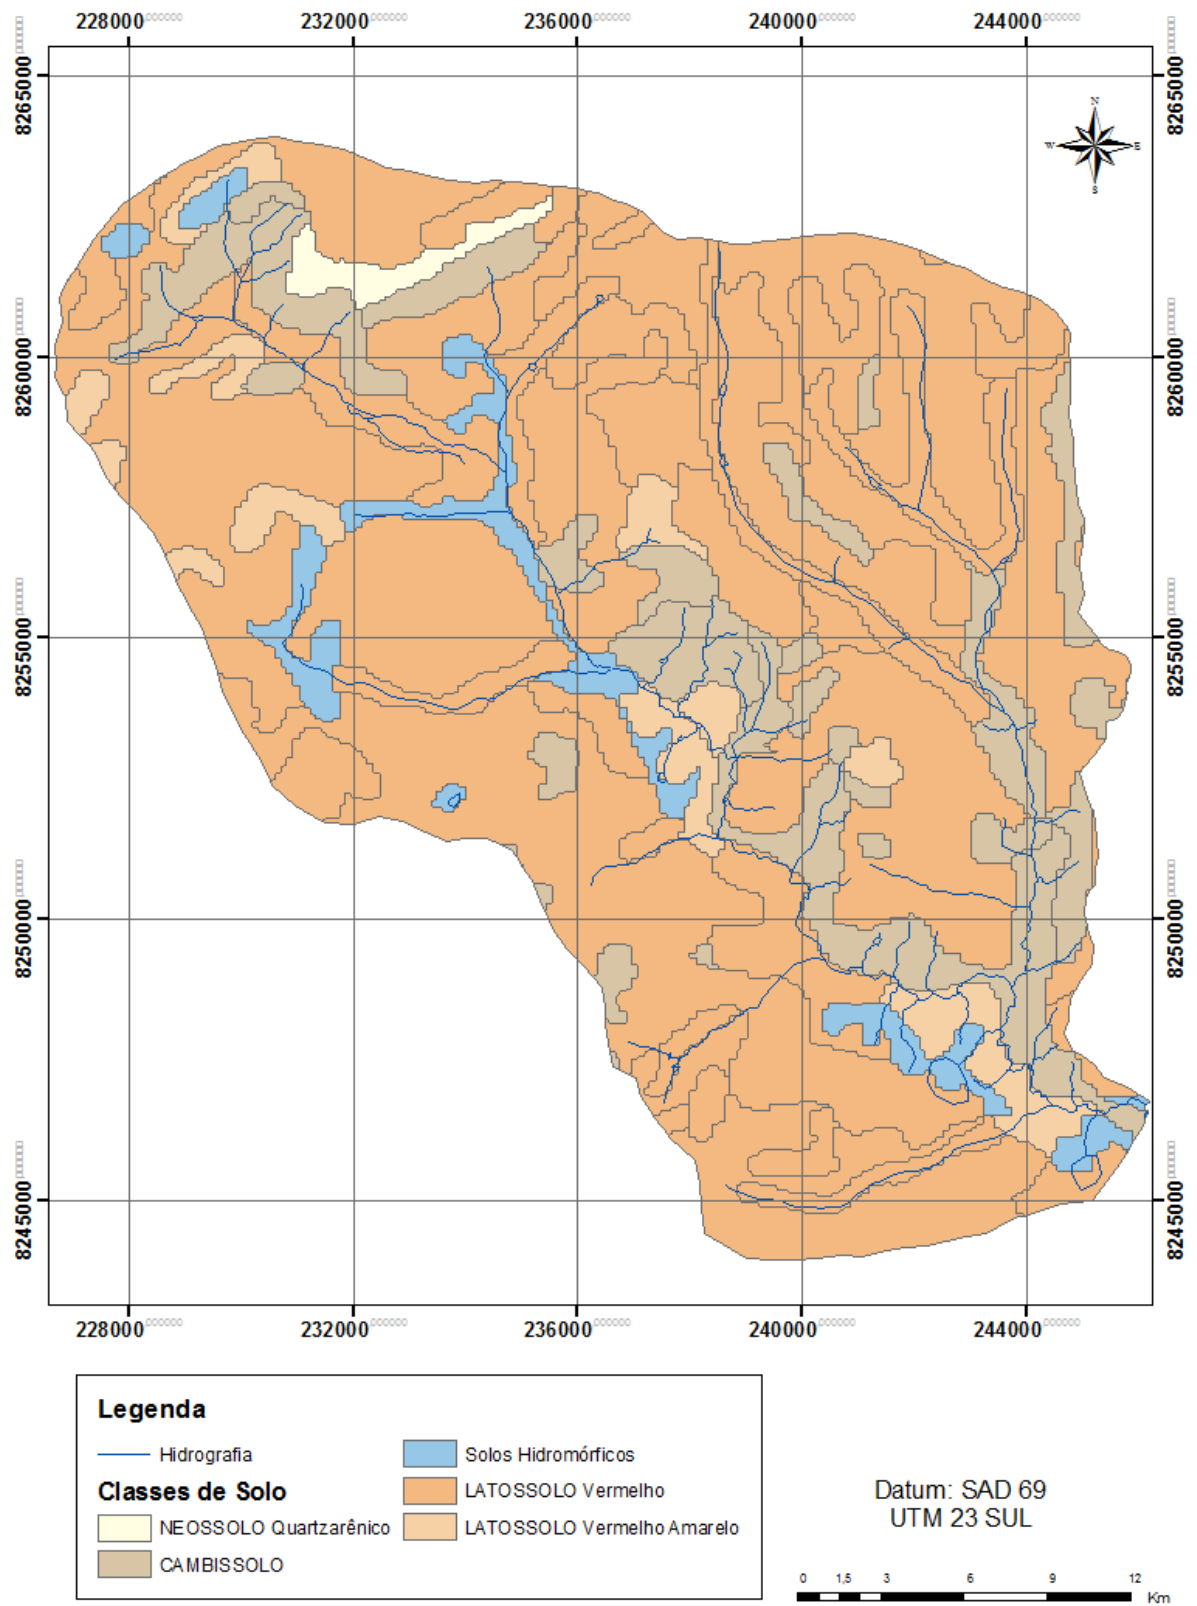 228000 232000 236000 240000 244000
8265000 8265000
N
W E
S
8260000 8260000
8255000 8255000
8250000 8250000
8245000 8245000
228000 232000 236000 240000 244000
Legenda
Hidrografia
Classes de Solo
NEOSSOLO Quartzarênico
CAMBISSOLO
Solos Hidromórficos
LATOSSOLO Vermelho
LATOSSOLO Vermelho Amarelo
Datum: SAD 69
UTM 23 SUL
0 1,5 3 6 9 12
Km